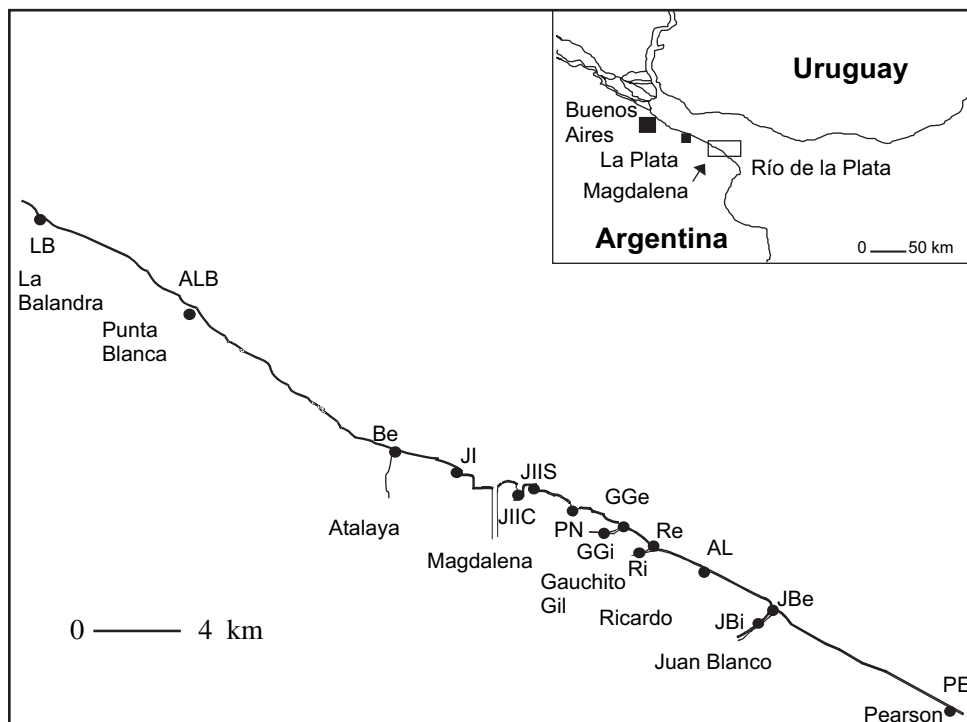 Uruguay
Buenos
Aires
La Plata
Río de la Plata
Magdalena
Argentina
0 50 km
LB
La
Balandra
ALB
Punta
Blanca
Be
JI
JIIS
JIIC
GGe
PN
GGi
Re
Ri
AL
Atalaya
Magdalena
Gauchito
Gil
Ricardo
JBe
JBi
Juan Blanco
PE
Pearson
0 4 km